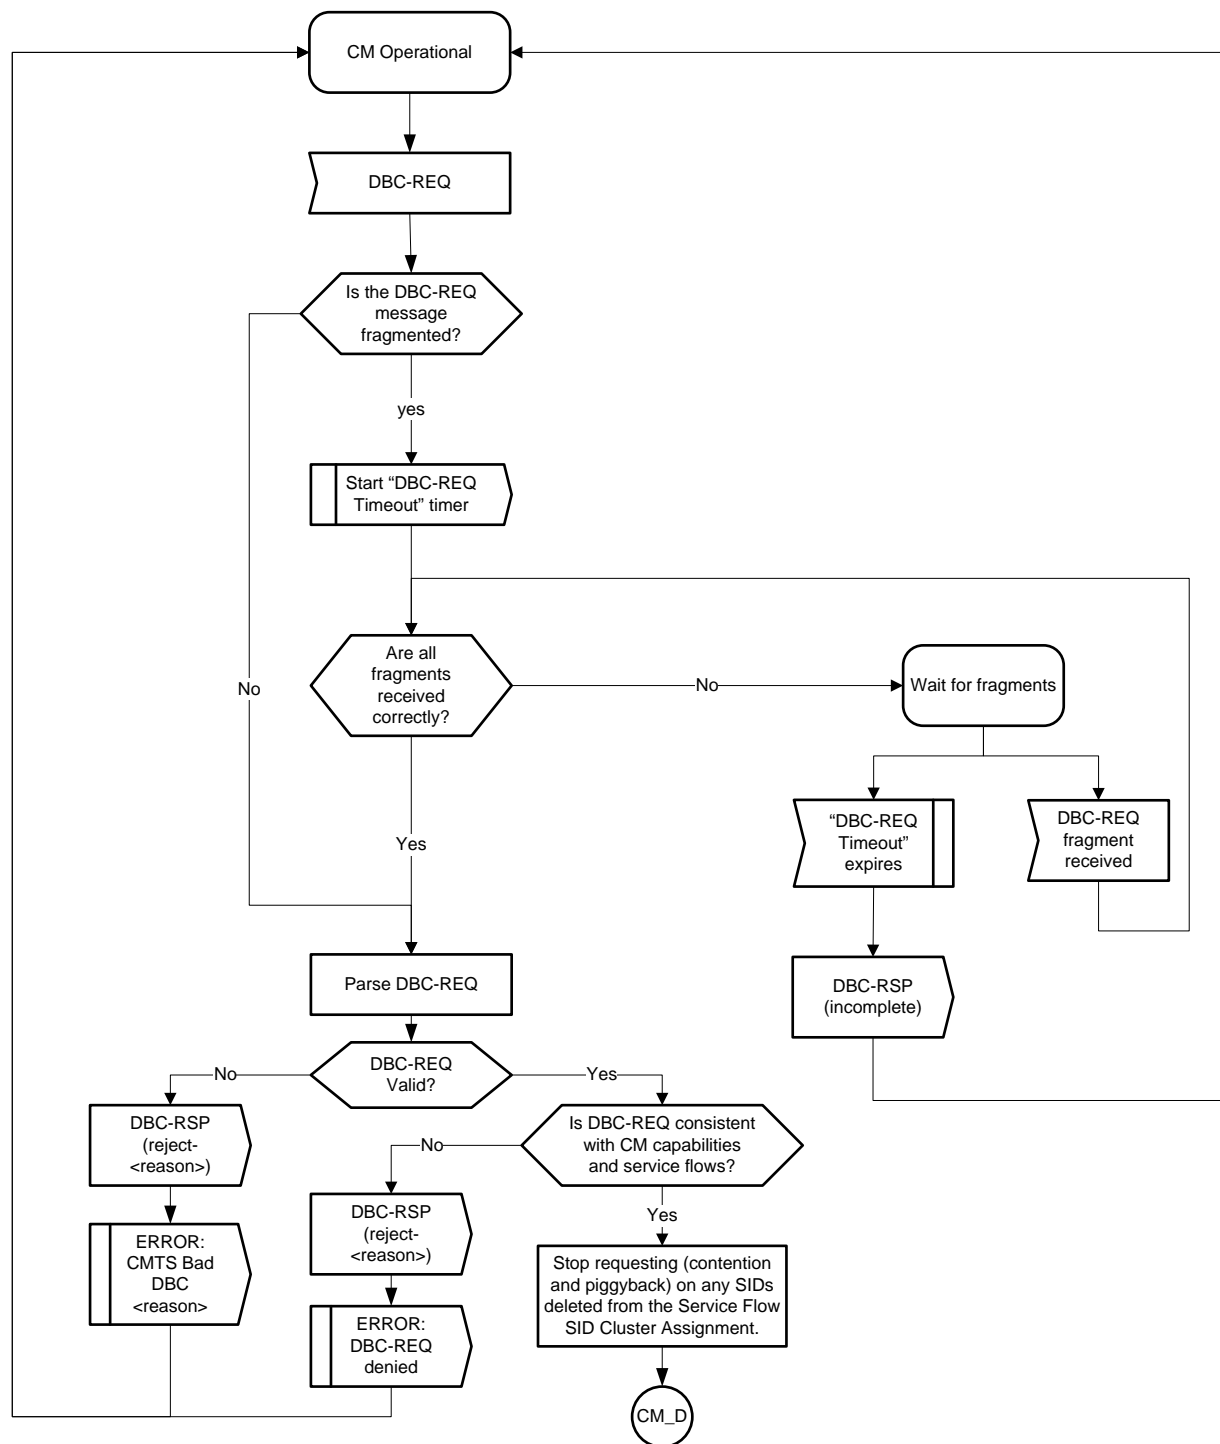 CM Operational
DBC-REQ
Is the DBC-REQ
message
fragmented?
yes
Start “DBC-REQ
Timeout” timer
Are all
fragments
received
correctly?
No
No
Wait for fragments
“DBC-REQ
Timeout”
expires
DBC-REQ
fragment
received
Yes
Parse DBC-REQ
DBC-RSP
(incomplete)
DBC-REQ
Valid?
No
Yes
DBC-RSP
(reject-
<reason>)
Is DBC-REQ consistent
with CM capabilities
and service flows?
No
DBC-RSP
(reject-
<reason>)
Yes
ERROR:
CMTS Bad
DBC
<reason>
Stop requesting (contention
and piggyback) on any SIDs
deleted from the Service Flow
SID Cluster Assignment.
ERROR:
DBC-REQ
denied
CM_D